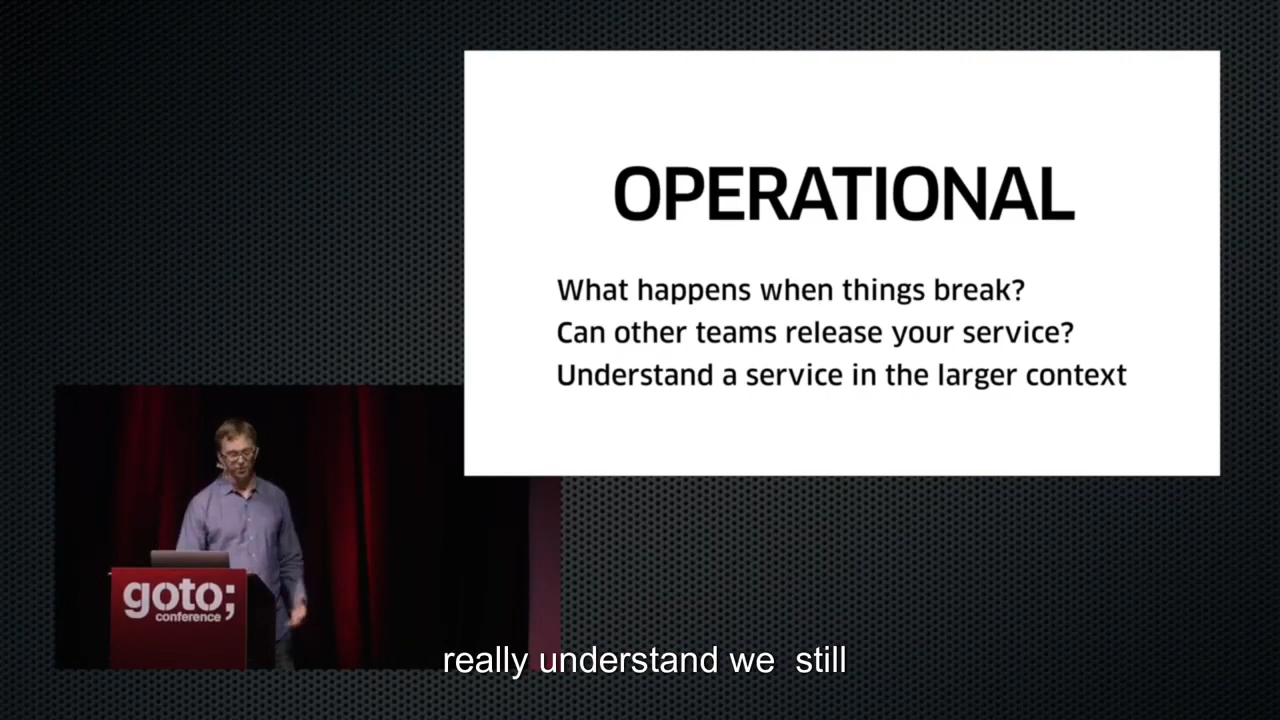 OPERATIONAL
What happens when things break?
Can other teams release your service?
Understand a service in the larger context
goto;
conference
really understand we  still